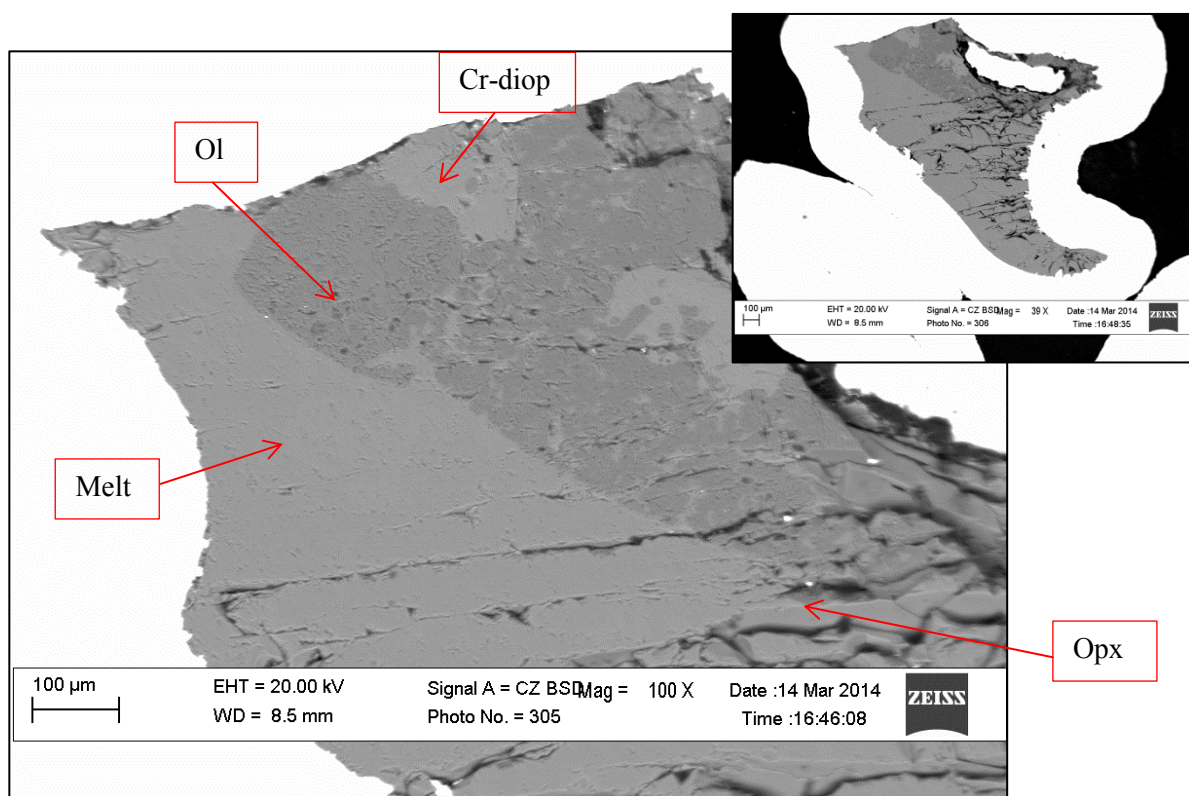 Cr-diop
Ol
Melt
Opx
100 µm
EHT = 20.00 kV
WD = 8.5 mm
Signal A = CZ BSD
Mag = 100 X
Photo No. = 305
Date :14 Mar 2014
Time :16:46:08
ZEISS
100 µm
EHT = 20.00 kV
WD = 8.5 mm
Signal A = CZ BSD
Mag = 39 X
Photo No. = 306
Date :14 Mar 2014
Time :16:48:35
ZEISS